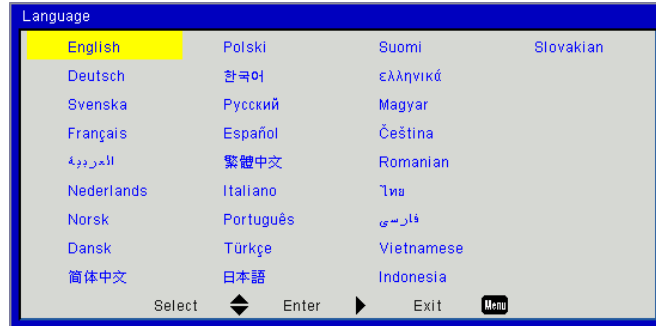 Language
English Polski Suomi Slovakian
Deutsch 한국어 ελληνικά
Svenska Русский Magyar
Français Español Čeština
العربية 繁體中文 Romanian
Nederlands Italiano ไทย
Norsk Português فارسی
Dansk Türkçe Vietnamese
简体中文 日本語 Indonesia
Select Enter Exit Menu